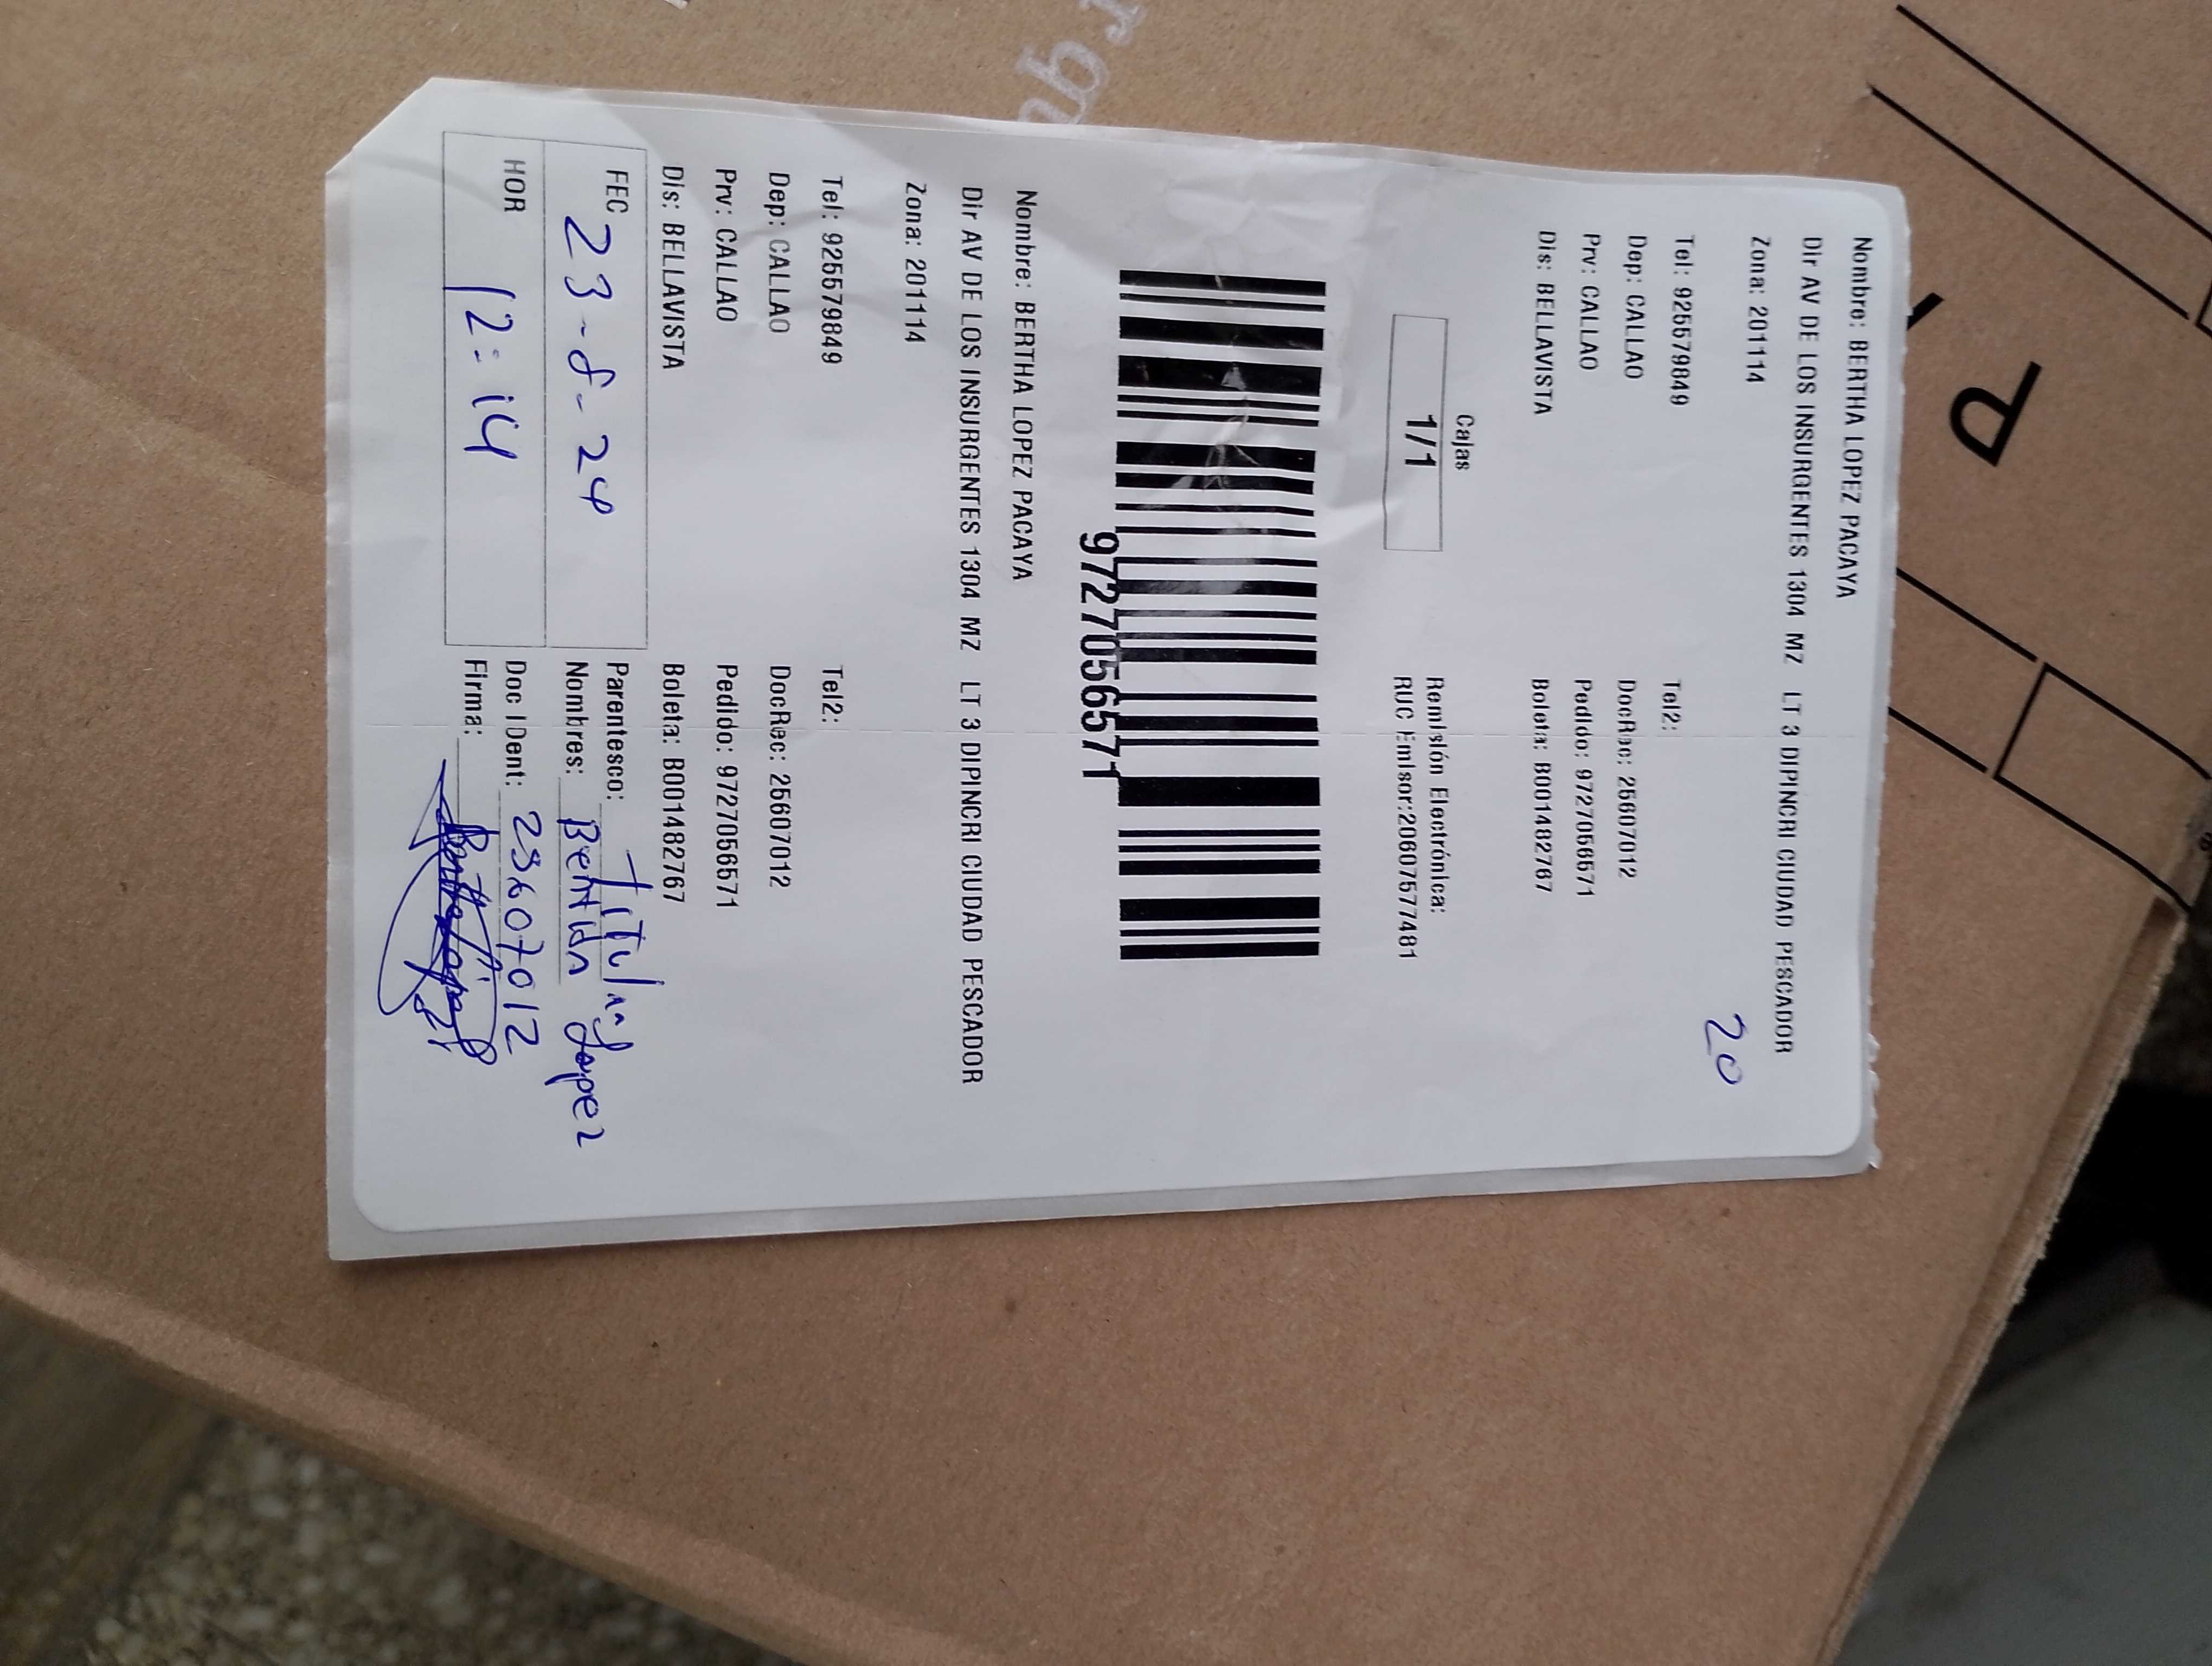 Nombre: BERTHA LOPEZ PACAYA
Dir AV DE LOS INSURGENTES 1304 MZ LT 3 DIPINCRI CIUDAD PESCADOR
Zona: 201114
20
Tel: 925579849 Tel2:
Dep: CALLAO DocRec: 25607012
Prv: CALLAO Pedido: 9727056571
Dis: BELLAVISTA Boleta: B001482767
Cajas Remisión Electrónica:
1/1 RUC Emisor:20607577481
9727056571
Nombre: BERTHA LOPEZ PACAYA
Dir AV DE LOS INSURGENTES 1304 MZ LT 3 DIPINCRI CIUDAD PESCADOR
Zona: 201114
Tel: 925579849 Tel2:
Dep: CALLAO DocRec: 25607012
Prv: CALLAO Pedido: 9727056571
Dis: BELLAVISTA Boleta: B001482767
FEC 23-8-24 Parentesco: Titular
Nombres: Bertha Lopez
HOR 12:14 Doc IDent: 25607012
Firma:
P